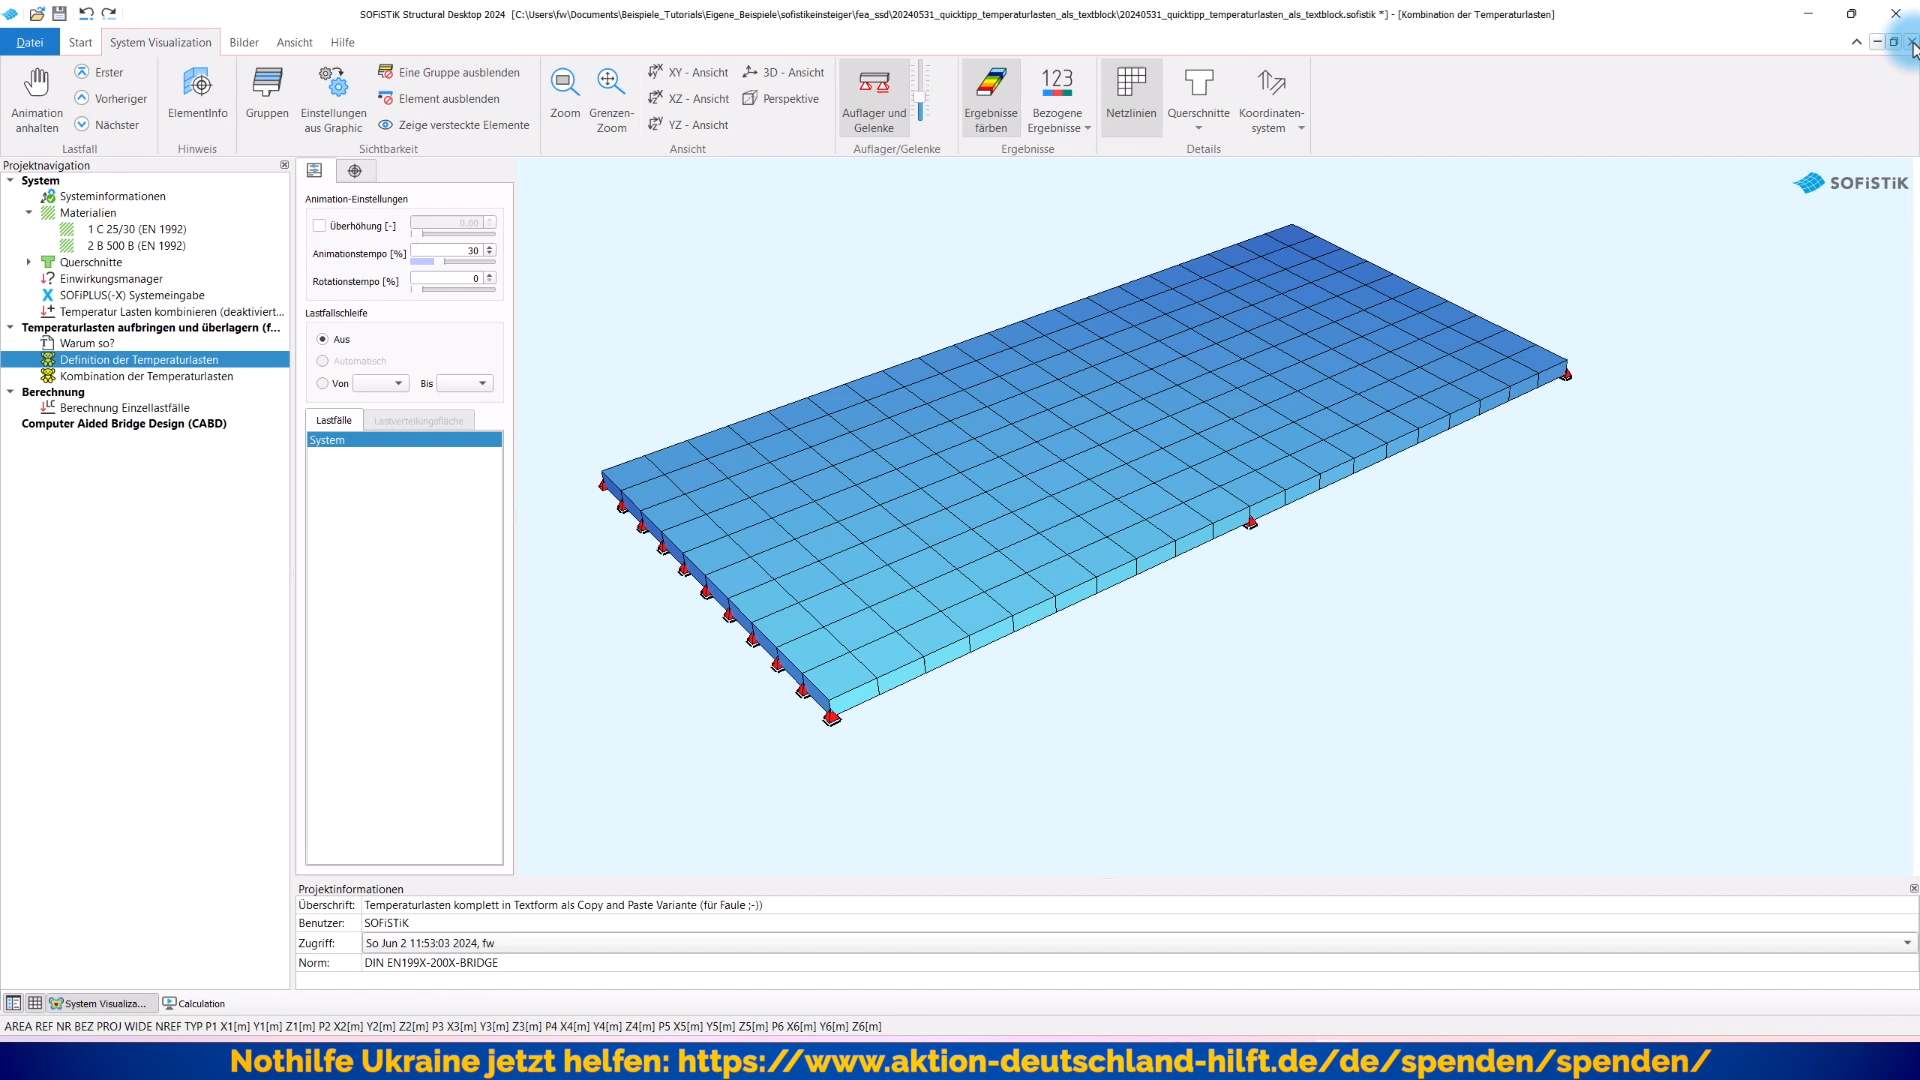 SOFiSTiK Structural Desktop 2024 [C:\Users\fw\Documents\Beispiele_Tutorials\Eigene_Beispiele\sofistikeinsteiger\fea_ssd\20240531_quicktipp_temperaturlasten_als_textblock\20240531_quicktipp_temperaturlasten_als_textblock.sofistik *] - [Kombination der Temperaturlasten]
Datei Start System Visualization Bilder Ansicht Hilfe
Animation anhalten
Erster
Vorheriger
Nächster
Lastfall
ElementInfo
Hinweis
Gruppen
Einstellungen aus Graphic
Eine Gruppe ausblenden
Element ausblenden
Zeige versteckte Elemente
Sichtbarkeit
Zoom
Grenzen-Zoom
XY - Ansicht
XZ - Ansicht
YZ - Ansicht
3D - Ansicht
Perspektive
Ansicht
Auflager und Gelenke
Auflager/Gelenke
Ergebnisse färben
123
Bezogene Ergebnisse
Ergebnisse
Netzlinien
Querschnitte
Koordinaten-system
Details
Projektnavigation
System
Systeminformationen
Materialien
1 C 25/30 (EN 1992)
2 B 500 B (EN 1992)
Querschnitte
Einwirkungsmanager
SOFiPLUS(-X) Systemeingabe
Temperatur Lasten kombinieren (deaktiviert...
Temperaturlasten aufbringen und überlagern (f...
Warum so?
Definition der Temperaturlasten
Kombination der Temperaturlasten
Berechnung
Berechnung Einzellastfälle
Computer Aided Bridge Design (CABD)
Animation-Einstellungen
Überhöhung [-] 0.00
Animationstempo [%] 30
Rotationstempo [%] 0
Lastfallschleife
Aus
Automatisch
Von Bis
Lastfälle Lastverteilungsfläche
System
SOFiSTiK
Projektinformationen
Überschrift: Temperaturlasten komplett in Textform als Copy and Paste Variante (für Faule ;-))
Benutzer: SOFiSTiK
Zugriff: So Jun 2 11:53:03 2024, fw
Norm: DIN EN199X-200X-BRIDGE
System Visualiza... Calculation
AREA REF NR BEZ PROJ WIDE NREF TYP P1 X1[m] Y1[m] Z1[m] P2 X2[m] Y2[m] Z2[m] P3 X3[m] Y3[m] Z3[m] P4 X4[m] Y4[m] Z4[m] P5 X5[m] Y5[m] Z5[m] P6 X6[m] Y6[m] Z6[m]
Nothilfe Ukraine jetzt helfen: https://www.aktion-deutschland-hilft.de/de/spenden/spenden/